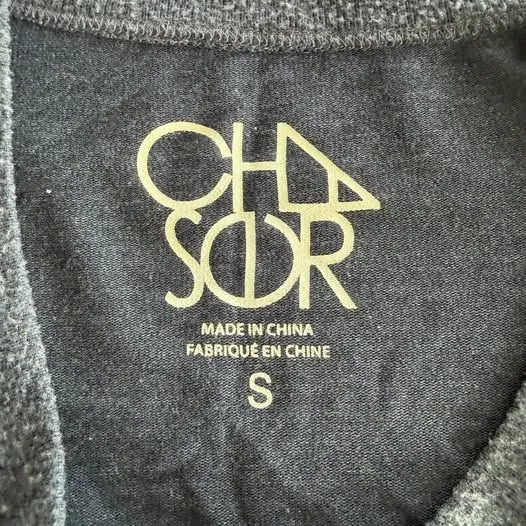 CHA
SER
MADE IN CHINA
FABRIQUÉ EN CHINE
S